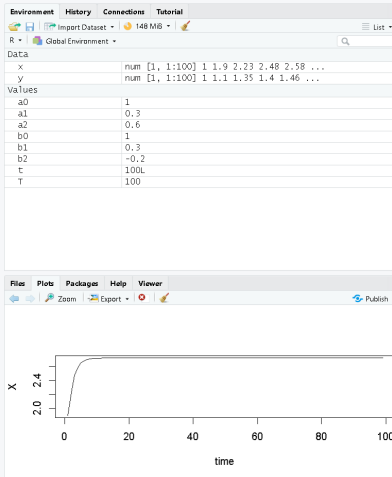 Environment History Connections Tutorial
Import Dataset 148 MiB List
R Global Environment
Data
x num [1, 1:100] 1 1.9 2.23 2.48 2.58 ...
y num [1, 1:100] 1 1.1 1.35 1.4 1.46 ...
Values
a0 1
a1 0.3
a2 0.6
b0 1
b1 0.3
b2 -0.2
t 100L
T 100
Files Plots Packages Help Viewer
Zoom Export Publish
X
2.4
2.0
0 20 40 60 80 100
time